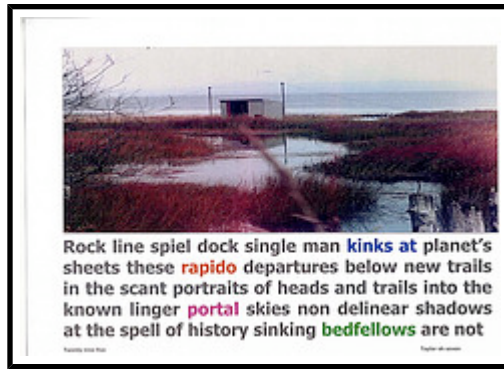 Rock line spiel dock single man kinks at planet's
sheets these rapido departures below new trails
in the scant portraits of heads and trails into the
known linger portal skies non delinear shadows
at the spell of history sinking bedfellows are not